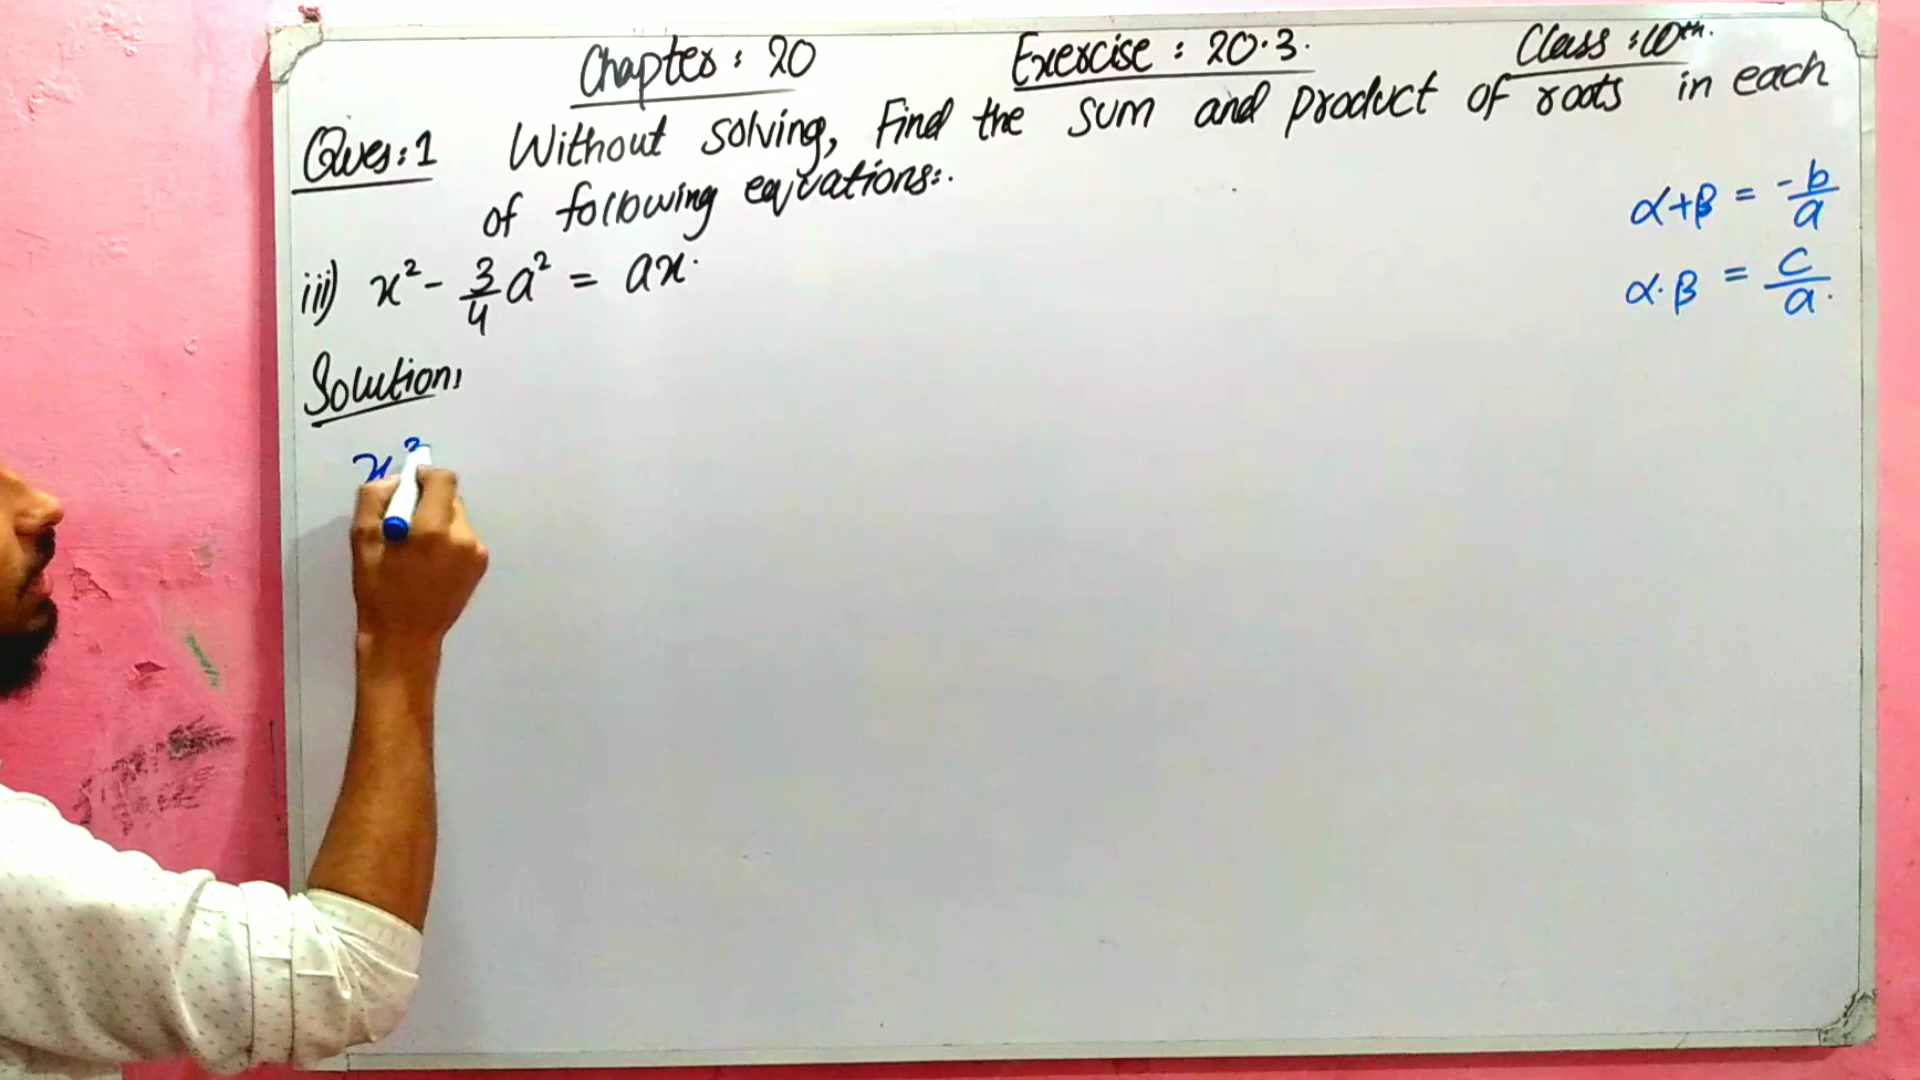 Chapter: 20 Exercise: 20.3. Class: 10th.
Ques:1 Without solving, Find the sum and product of roots in each
of following equations:.
α+β = -b/a
iii) x² - 3/4 a² = ax.
α.β = c/a.
Solution:
x²